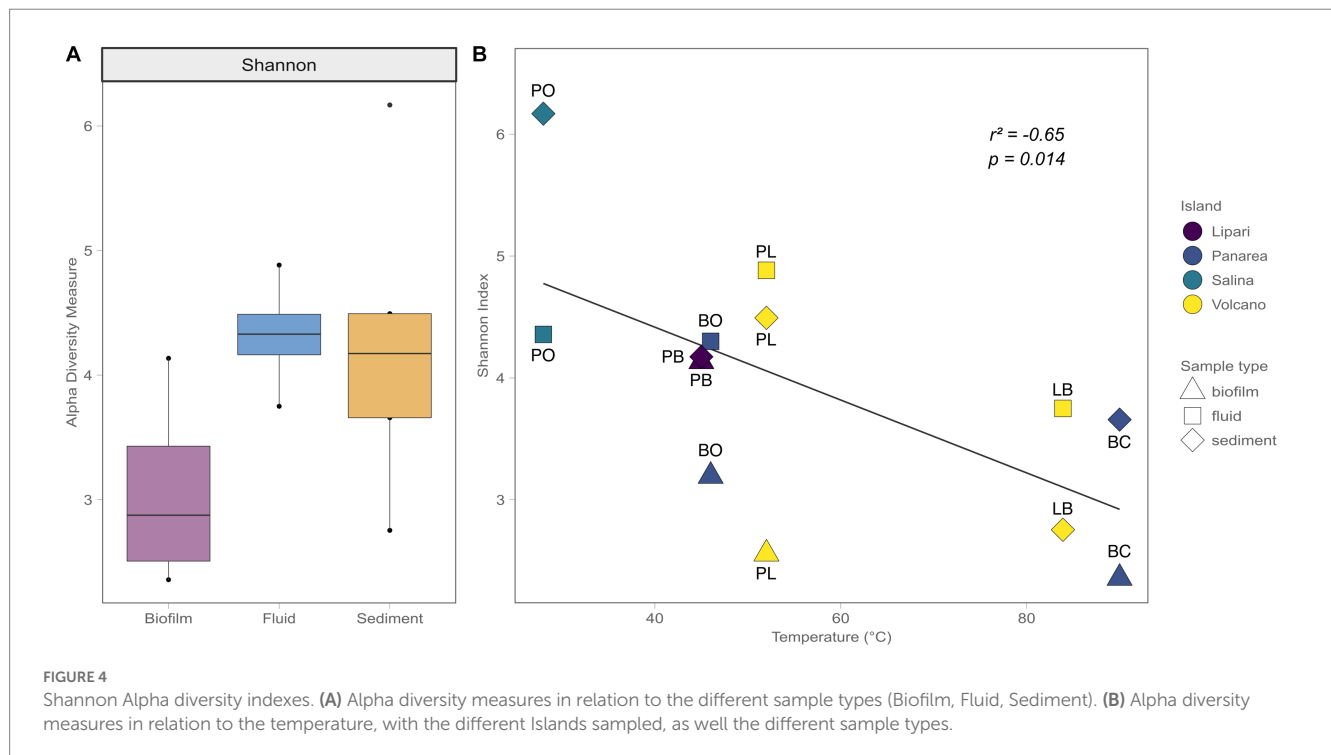 A
Shannon
Alpha Diversity Measure
6
5
4
3
Biofilm
Fluid
Sediment
B
Shannon Index
6
5
4
3
PO
r² = -0.65
p = 0.014
PL
BO
PL
PO
PB
PB
LB
BC
BO
LB
BC
PL
40
60
80
Temperature (°C)
Island
Lipari
Panarea
Salina
Volcano
Sample type
biofilm
fluid
sediment
FIGURE 4
Shannon Alpha diversity indexes. (A) Alpha diversity measures in relation to the different sample types (Biofilm, Fluid, Sediment). (B) Alpha diversity
measures in relation to the temperature, with the different Islands sampled, as well the different sample types.